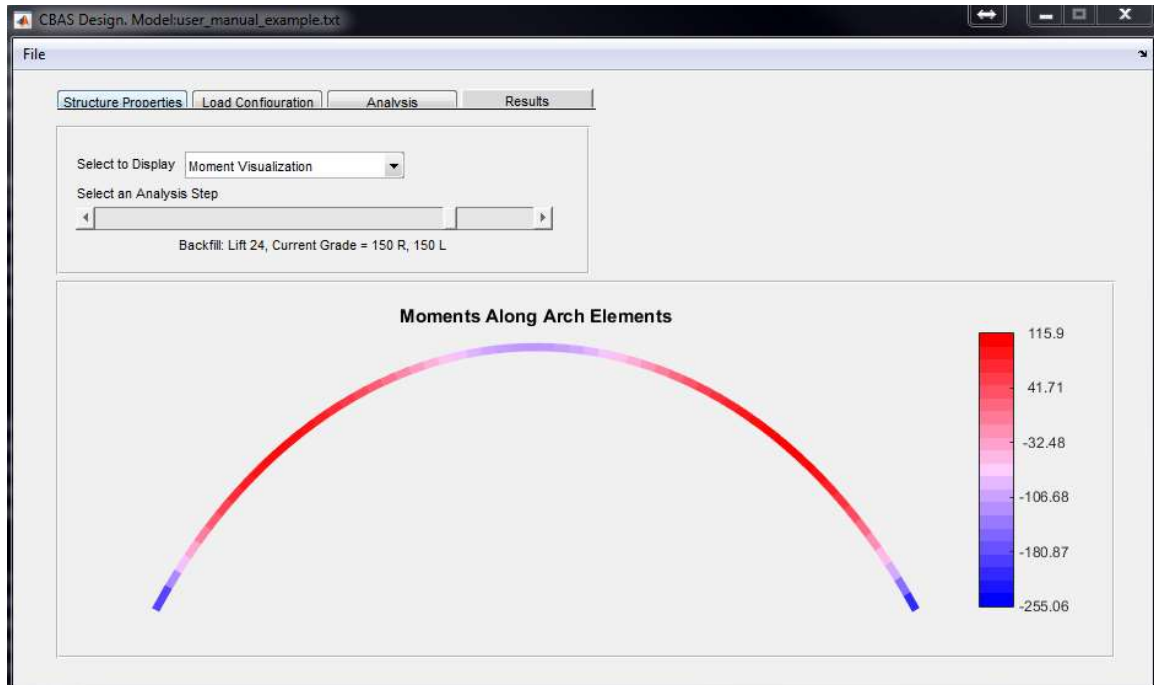 CBAS Design. Model:user_manual_example.txt
File
Structure Properties Load Configuration Analysis Results
Select to Display Moment Visualization
Select an Analysis Step
Backfill: Lift 24, Current Grade = 150 R, 150 L
Moments Along Arch Elements
115.9
41.71
-32.48
-106.68
-180.87
-255.06